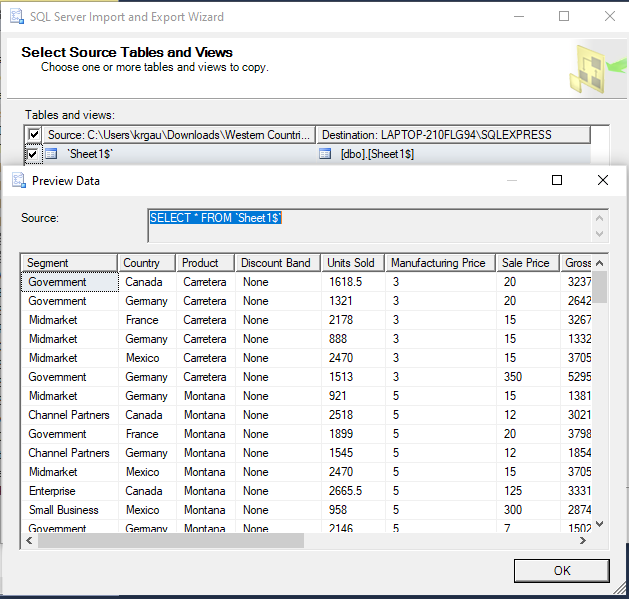 SQL Server Import and Export Wizard
Select Source Tables and Views
Choose one or more tables and views to copy.
Tables and views:
Source: C:\Users\krgau\Downloads\Western Countri... Destination: LAPTOP-210FLG94\SQLEXPRESS
`Sheet1$` [dbo].[Sheet1$]
Preview Data
Source: SELECT * FROM `Sheet1$`
Segment Country Product Discount Band Units Sold Manufacturing Price Sale Price Gross
Government Canada Carretera None 1618.5 3 20 3237
Government Germany Carretera None 1321 3 20 2642
Midmarket France Carretera None 2178 3 15 3267
Midmarket Germany Carretera None 888 3 15 1332
Midmarket Mexico Carretera None 2470 3 15 3705
Government Germany Carretera None 1513 3 350 5295
Midmarket Germany Montana None 921 5 15 1381
Channel Partners Canada Montana None 2518 5 12 3021
Government France Montana None 1899 5 20 3798
Channel Partners Germany Montana None 1545 5 12 1854
Midmarket Mexico Montana None 2470 5 15 3705
Enterprise Canada Montana None 2665.5 5 125 3331
Small Business Mexico Montana None 958 5 300 2874
Government Germany Montana None 2146 5 7 1502
OK